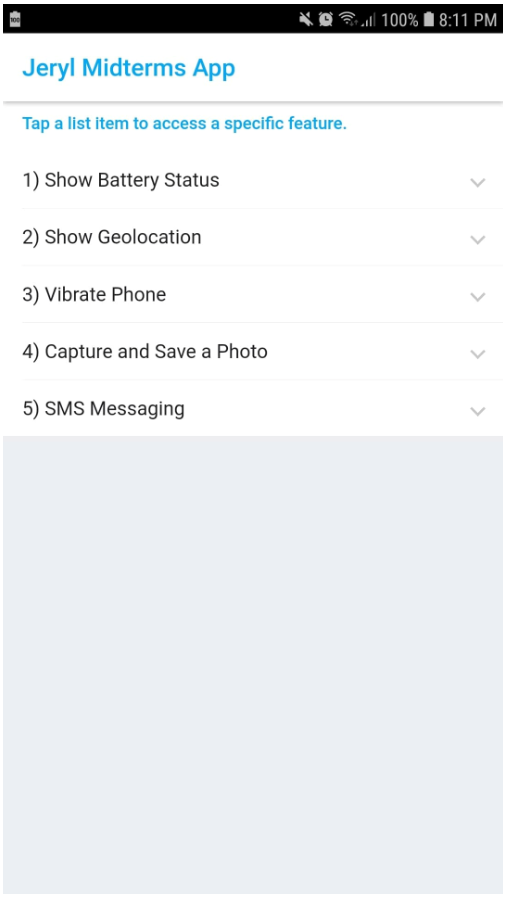 100 100% 8:11 PM
Jeryl Midterms App
Tap a list item to access a specific feature.
1) Show Battery Status
2) Show Geolocation
3) Vibrate Phone
4) Capture and Save a Photo
5) SMS Messaging